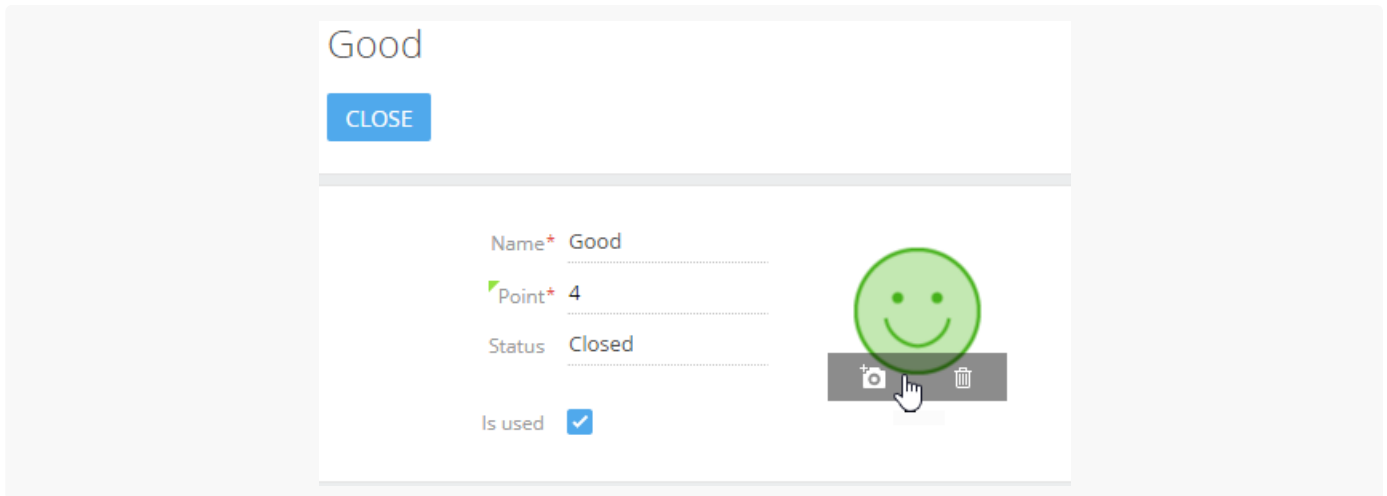 Good
CLOSE
Name* Good
Point* 4
Status Closed
Is used